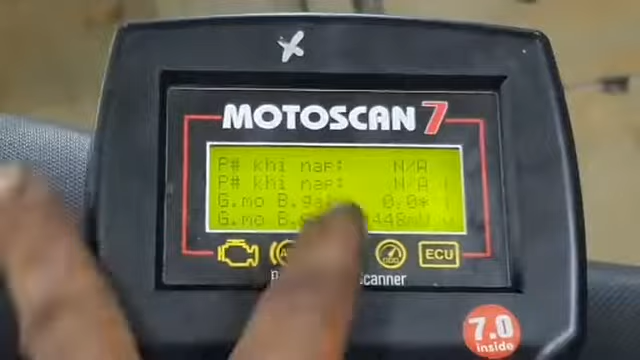 MOTOSCAN 7
P# khi nap: N/A
P# khi nap: N/A
G.mo B.ga 0.0*
G.mo B. 448mV
ECU
Scanner
7.0
inside